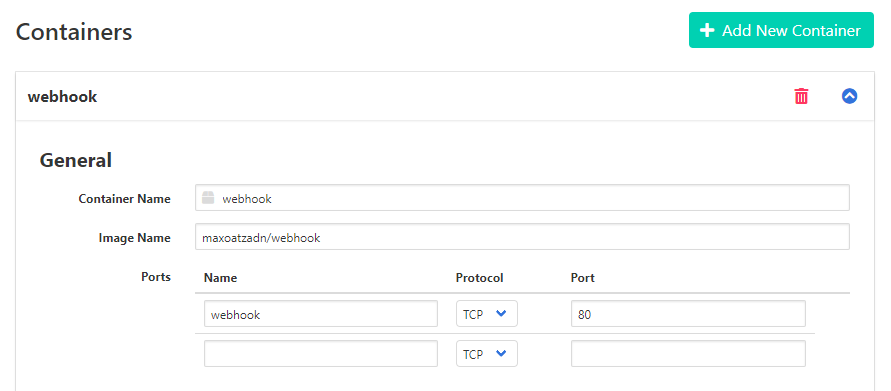 Containers
Add New Container
webhook
General
Container Name webhook
Image Name maxoatzadn/webhook
Ports Name Protocol Port
webhook TCP 80
TCP